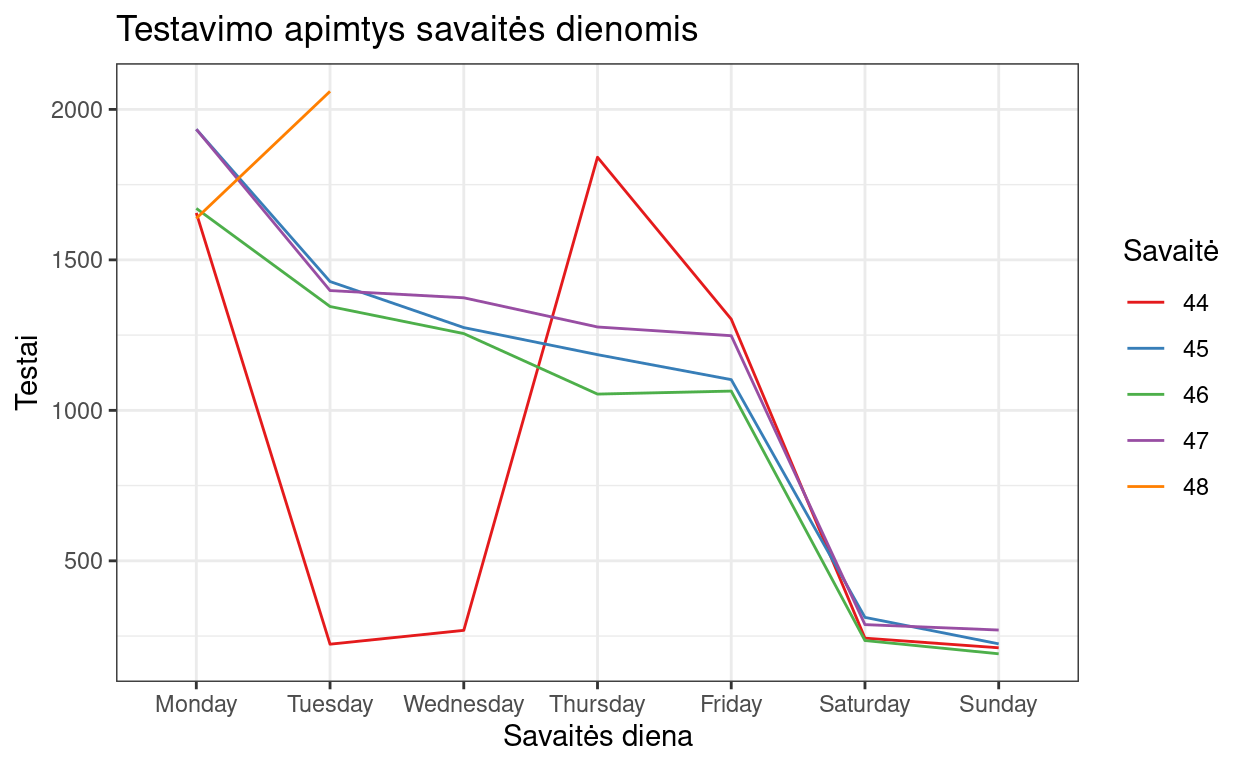 Testavimo apimtys savaitės dienomis
Testai
2000
1500
1000
500
Monday Tuesday Wednesday Thursday Friday Saturday Sunday
Savaitės diena
Savaitė
44
45
46
47
48